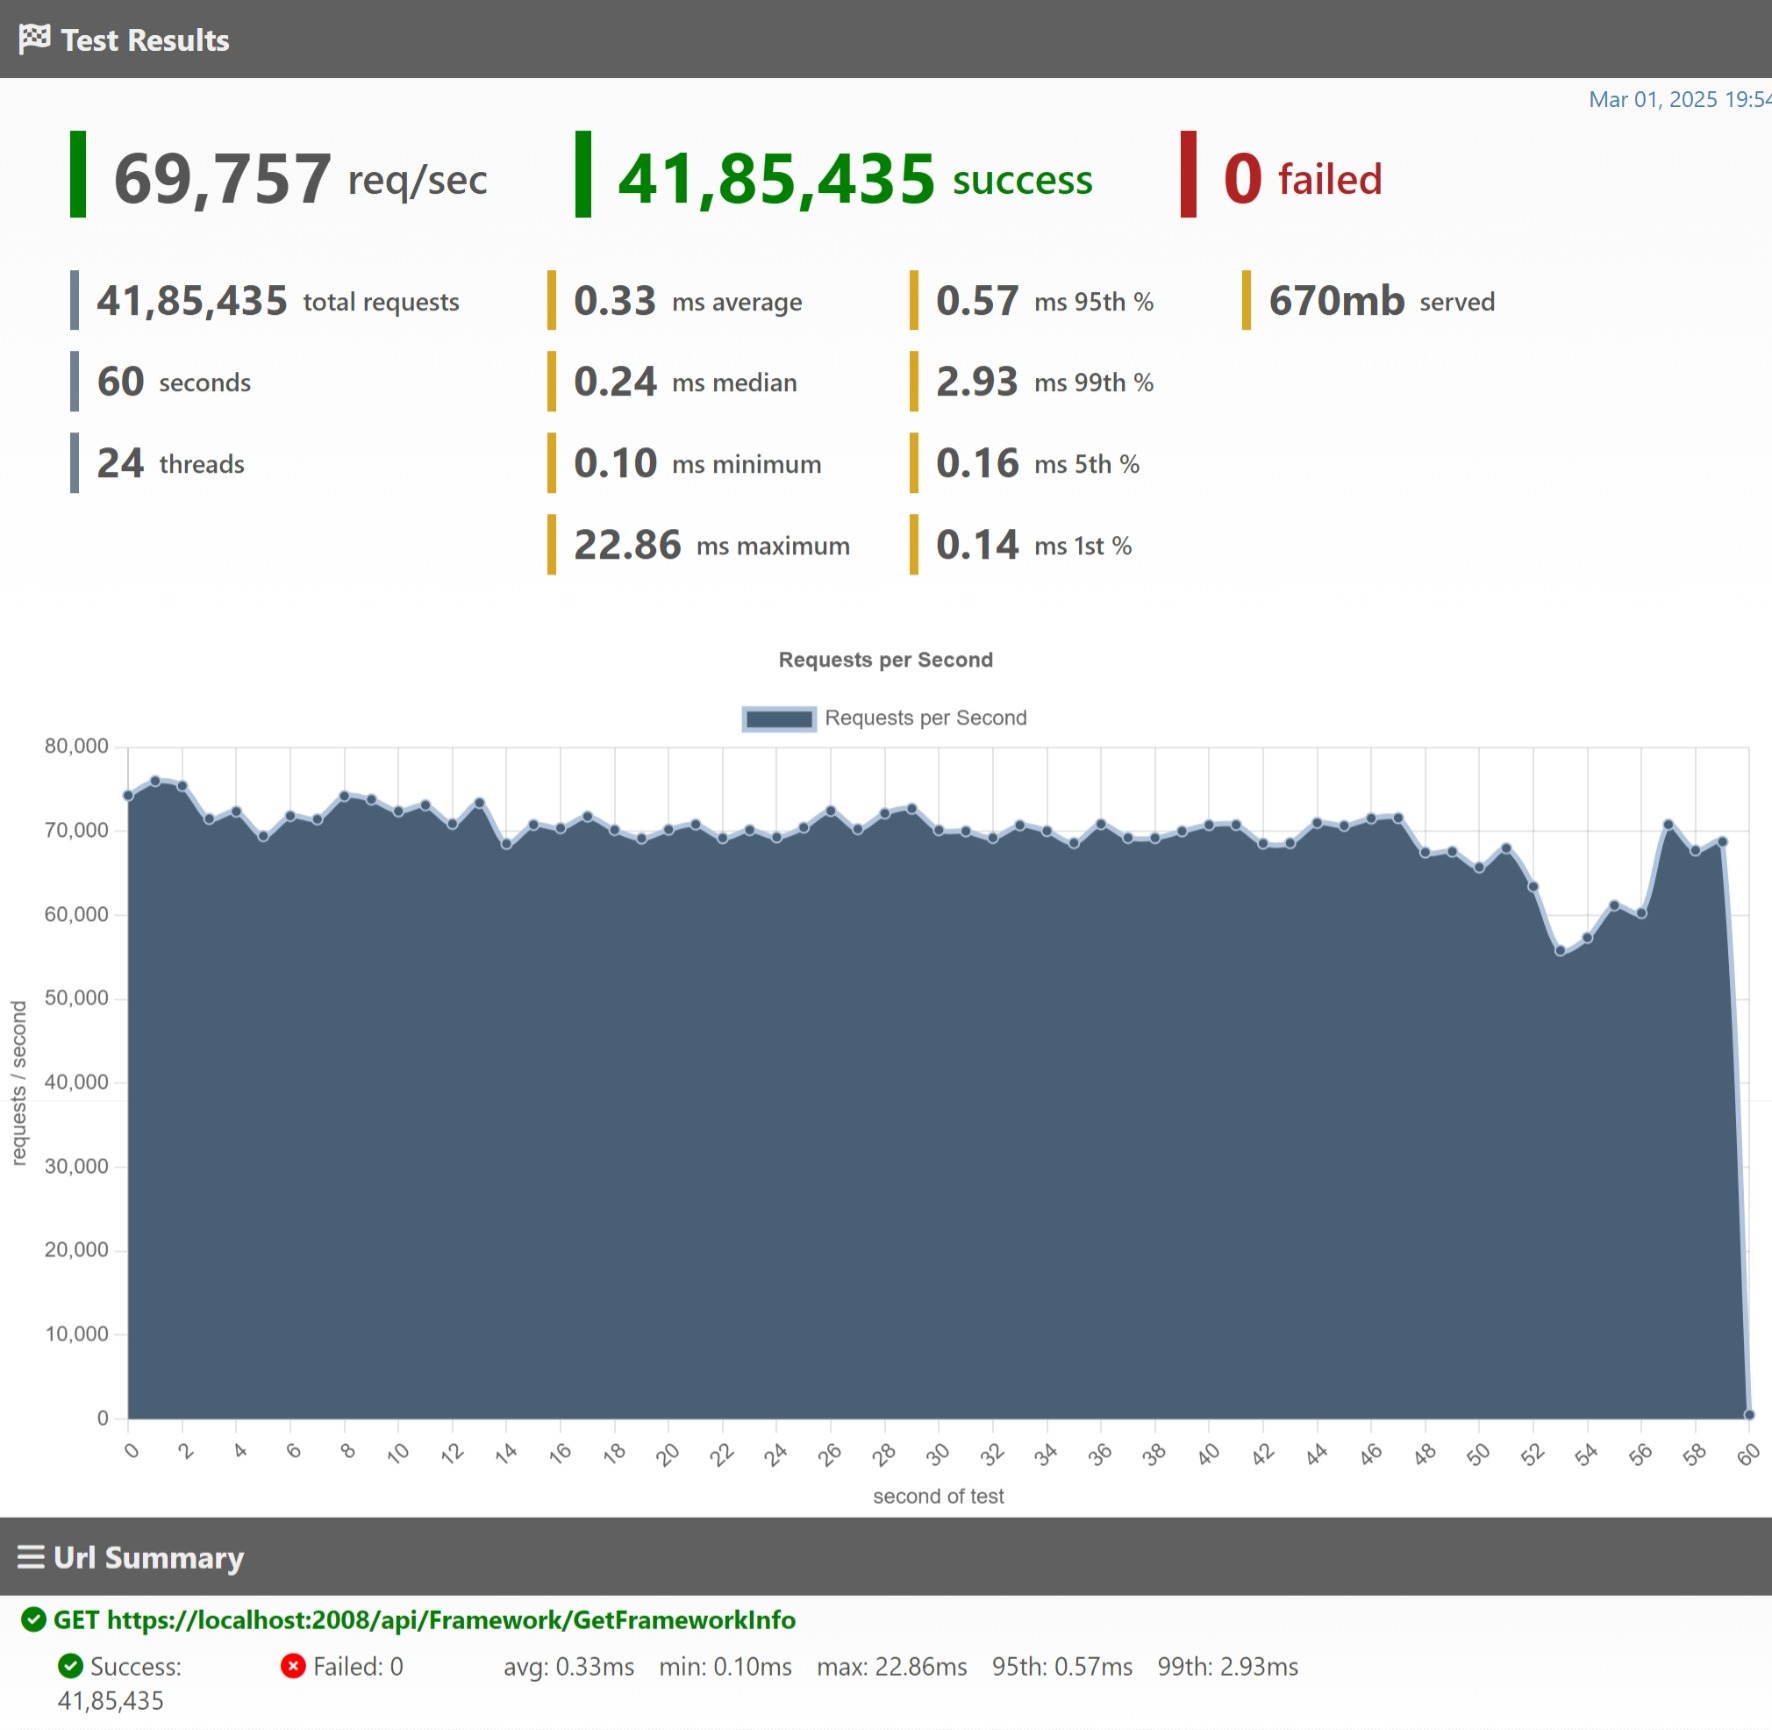 Test Results
Mar 01, 2025 19:54
69,757 req/sec
41,85,435 success
0 failed
41,85,435 total requests
0.33 ms average
0.57 ms 95th %
670mb served
60 seconds
0.24 ms median
2.93 ms 99th %
24 threads
0.10 ms minimum
0.16 ms 5th %
22.86 ms maximum
0.14 ms 1st %
Requests per Second
Requests per Second
80,000
70,000
60,000
50,000
40,000
30,000
20,000
10,000
0
requests / second
0 2 4 6 8 10 12 14 16 18 20 22 24 26 28 30 32 34 36 38 40 42 44 46 48 50 52 54 56 58 60
second of test
Url Summary
GET https://localhost:2008/api/Framework/GetFrameworkInfo
Success: 41,85,435
Failed: 0
avg: 0.33ms min: 0.10ms max: 22.86ms 95th: 0.57ms 99th: 2.93ms